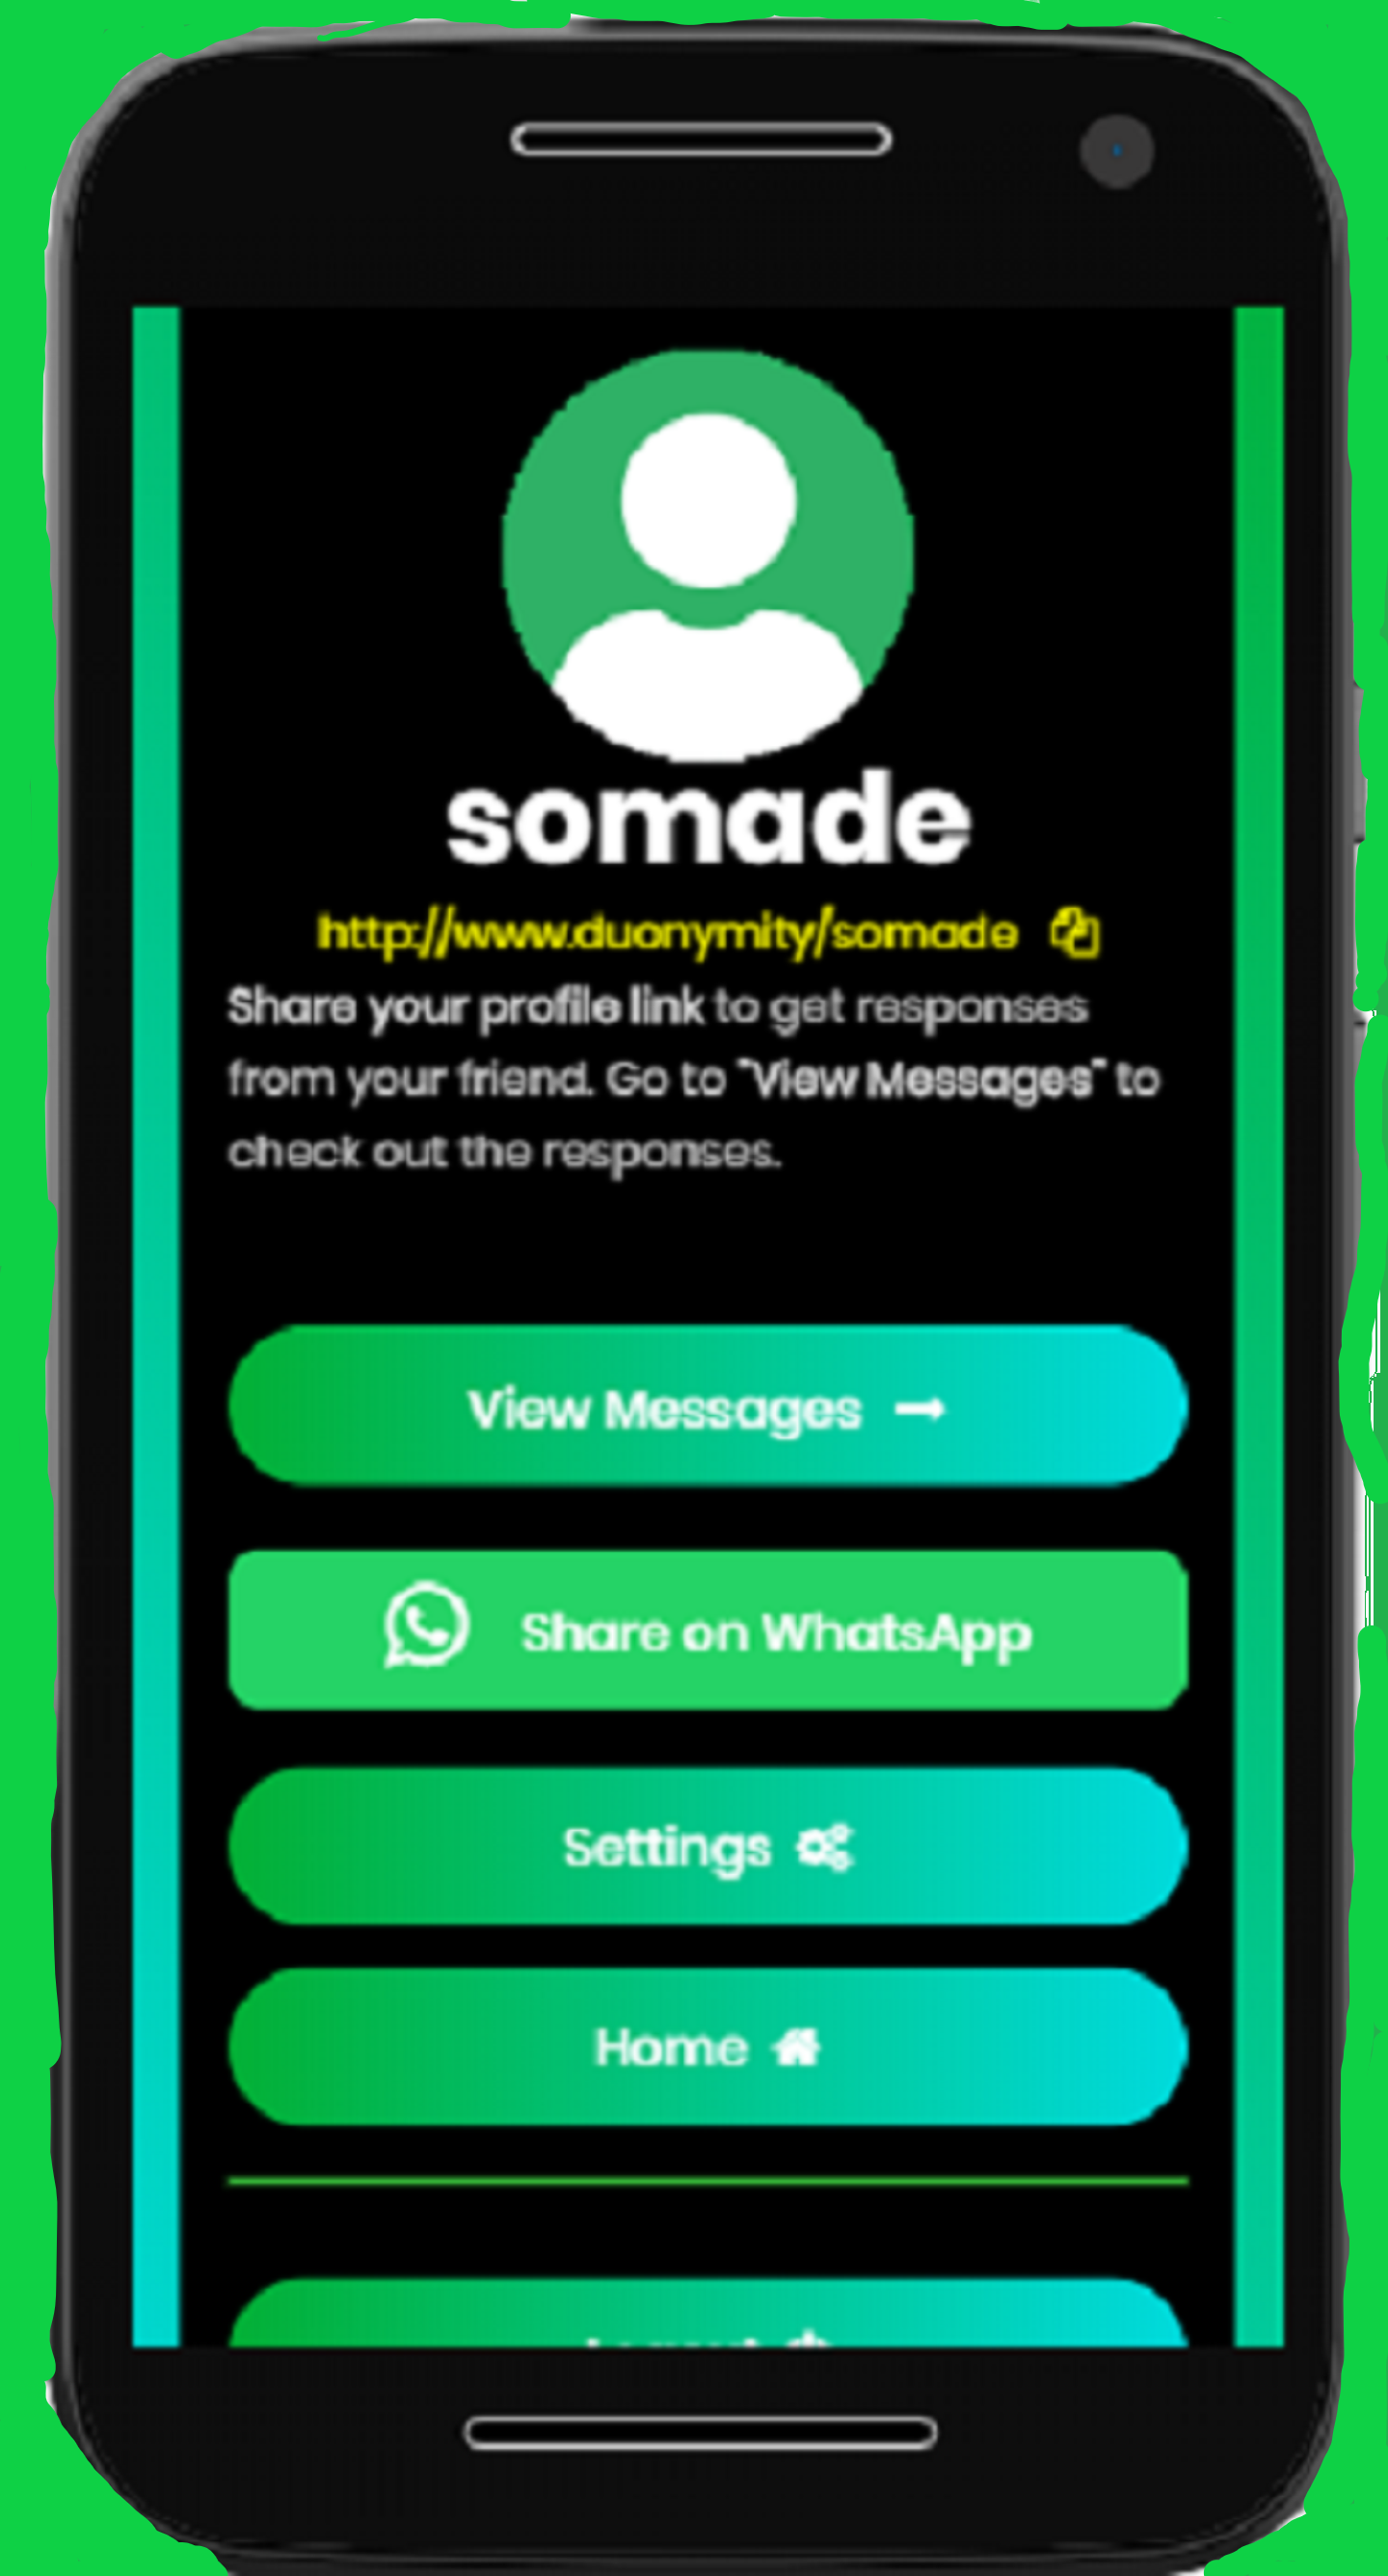 somade
http://www.duonymity/somade
Share your profile link to get responses
from your friend. Go to "View Messages" to
check out the responses.
View Messages
Share on WhatsApp
Settings
Home